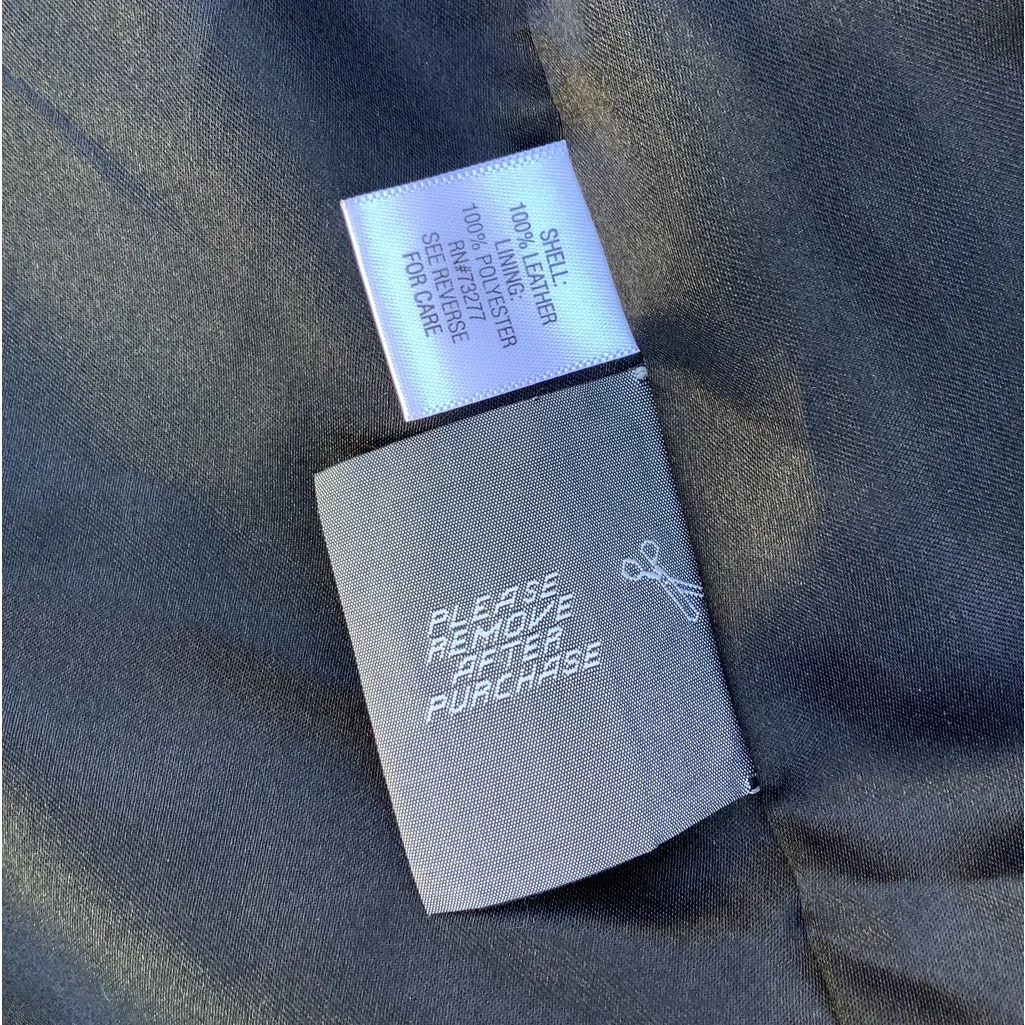 SHELL:
100% LEATHER
LINING:
100% POLYESTER
RN#73277
SEE REVERSE
FOR CARE
PLEASE
REMOVE
AFTER
PURCHASE